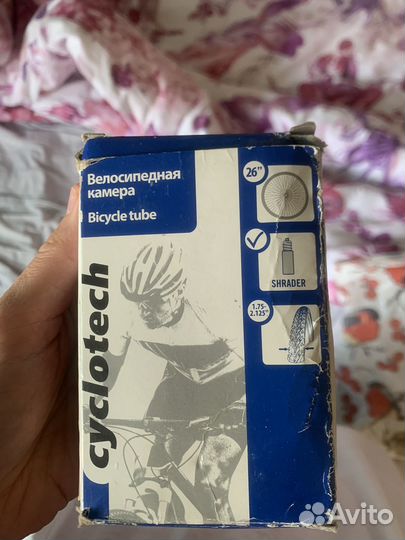 Велосипедная
камера
Bicycle tube
26"
SHRADER
1.75-
2.125"
cyclotech
Avito